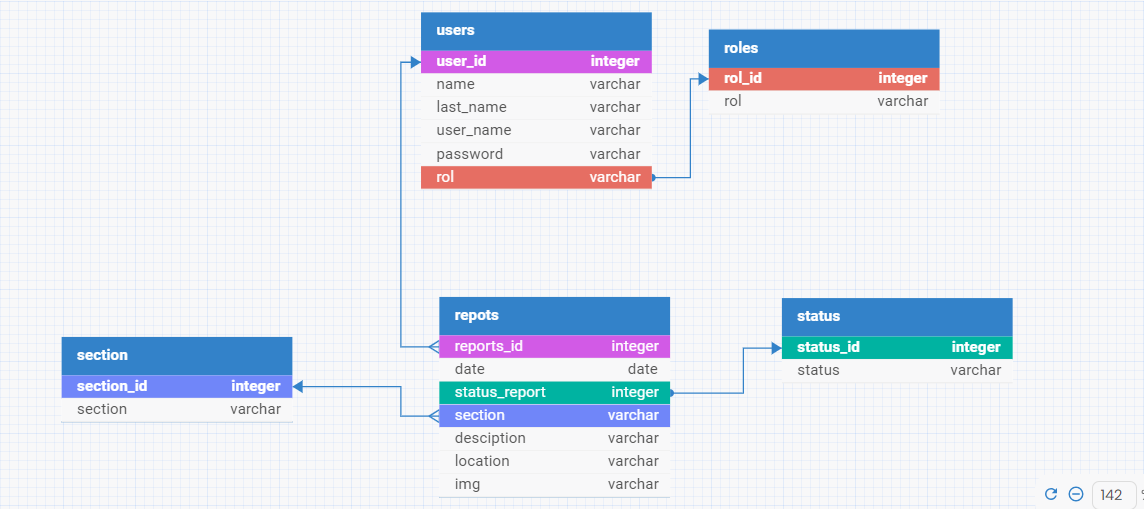 users
user_id integer
name varchar
last_name varchar
user_name varchar
password varchar
rol varchar
roles
rol_id integer
rol varchar
section
section_id integer
section varchar
repots
reports_id integer
date date
status_report integer
section varchar
desciption varchar
location varchar
img varchar
status
status_id integer
status varchar
142